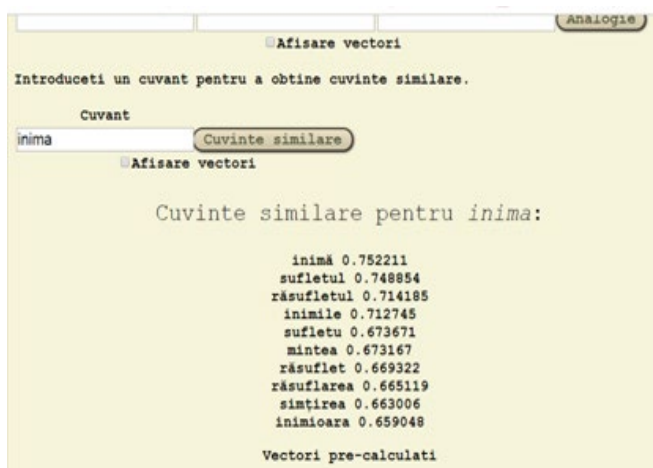 Analogie
Afisare vectori
Introduceti un cuvant pentru a obtine cuvinte similare.
Cuvant
inima Cuvinte similare
Afisare vectori
Cuvinte similare pentru inima:
inimă 0.752211
sufletul 0.748854
răsufletul 0.714185
inimile 0.712745
sufletu 0.673671
mintea 0.673167
răsuflet 0.669322
răsuflarea 0.665119
simțirea 0.663006
inimioara 0.659048
Vectori pre-calculati